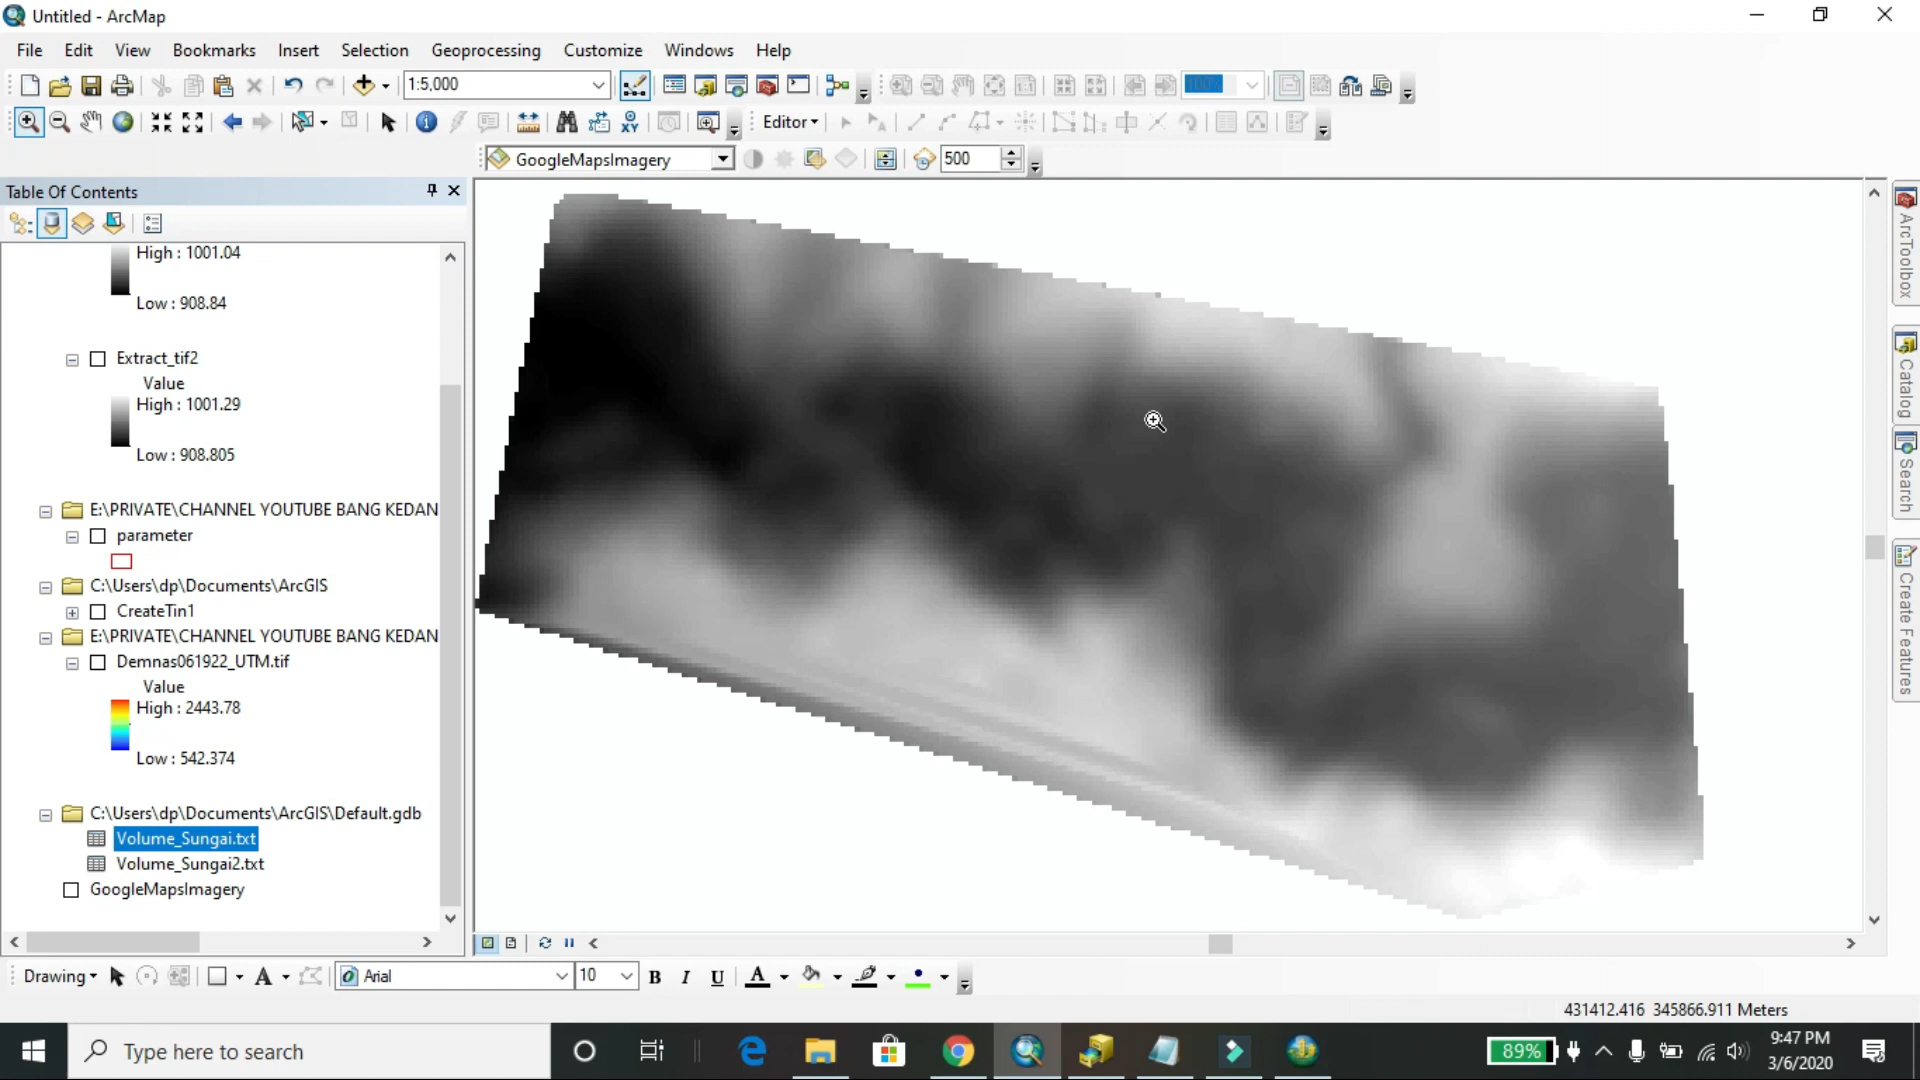 Untitled - ArcMap
File Edit View Bookmarks Insert Selection Geoprocessing Customize Windows Help
1:5,000
Editor
GoogleMapsImagery 500
Table Of Contents
High : 1001.04
Low : 908.84
Extract_tif2
Value
High : 1001.29
Low : 908.805
E:\PRIVATE\CHANNEL YOUTUBE BANG KEDAN
parameter
C:\Users\dp\Documents\ArcGIS
CreateTin1
E:\PRIVATE\CHANNEL YOUTUBE BANG KEDAN
Demnas061922_UTM.tif
Value
High : 2443.78
Low : 542.374
C:\Users\dp\Documents\ArcGIS\Default.gdb
Volume_Sungai.txt
Volume_Sungai2.txt
GoogleMapsImagery
ArcToolbox
Catalog
Search
Create Features
Drawing A Arial 10 B I U A
431412.416 345866.911 Meters
Type here to search
89%
9:47 PM
3/6/2020